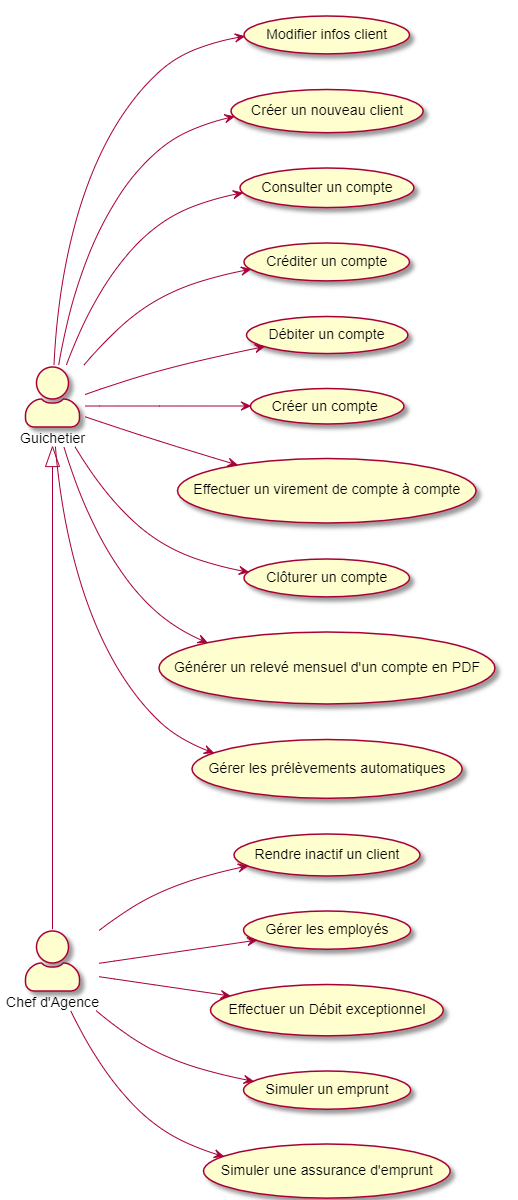 Modifier infos client
Créer un nouveau client
Consulter un compte
Créditer un compte
Débiter un compte
Créer un compte
Guichetier
Effectuer un virement de compte à compte
Clôturer un compte
Générer un relevé mensuel d'un compte en PDF
Gérer les prélèvements automatiques
Rendre inactif un client
Gérer les employés
Chef d'Agence
Effectuer un Débit exceptionnel
Simuler un emprunt
Simuler une assurance d'emprunt